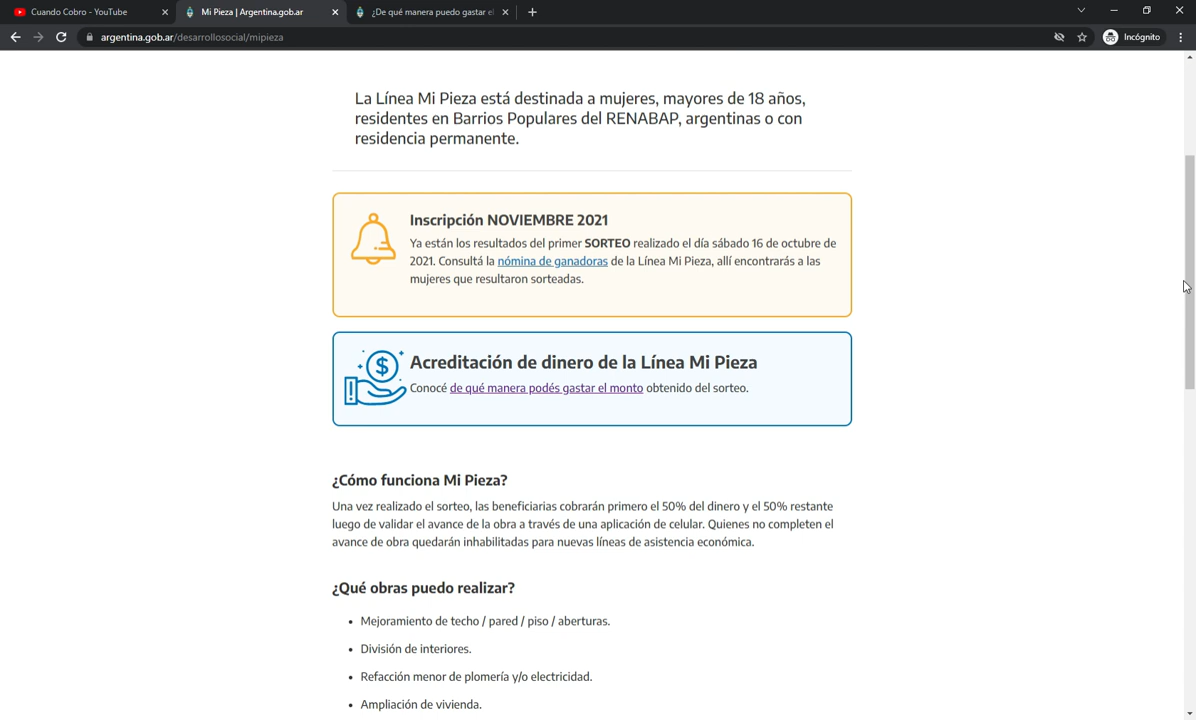 Cuando Cobro - YouTube
Mi Pieza | Argentina.gob.ar
¿De qué manera puedo gastar el
argentina.gob.ar/desarrollosocial/mipieza
Incógnito
La Línea Mi Pieza está destinada a mujeres, mayores de 18 años,
residentes en Barrios Populares del RENABAP, argentinas o con
residencia permanente.
Inscripción NOVIEMBRE 2021
Ya están los resultados del primer SORTEO realizado el día sábado 16 de octubre de
2021. Consultá la nómina de ganadoras de la Línea Mi Pieza, allí encontrarás a las
mujeres que resultaron sorteadas.
$
Acreditación de dinero de la Línea Mi Pieza
Conocé de qué manera podés gastar el monto obtenido del sorteo.
¿Cómo funciona Mi Pieza?
Una vez realizado el sorteo, las beneficiarias cobrarán primero el 50% del dinero y el 50% restante
luego de validar el avance de la obra a través de una aplicación de celular. Quienes no completen el
avance de obra quedarán inhabilitadas para nuevas líneas de asistencia económica.
¿Qué obras puedo realizar?
• Mejoramiento de techo / pared / piso / aberturas.
• División de interiores.
• Refacción menor de plomería y/o electricidad.
• Ampliación de vivienda.